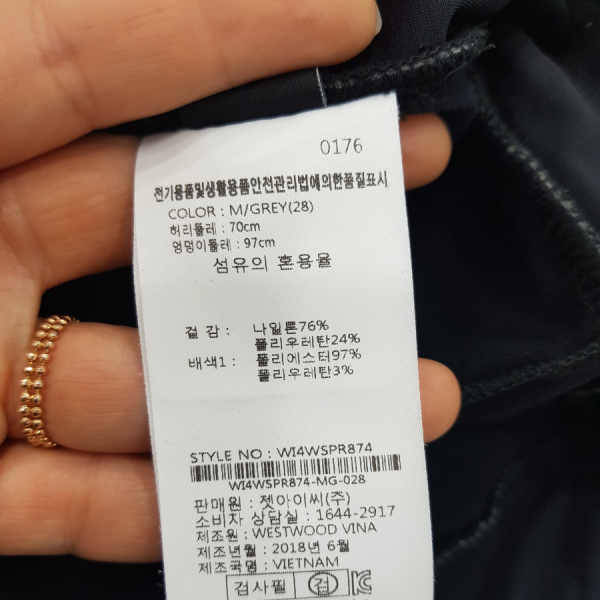 0176
전기용품및생활용품안전관리법에의한품질표시
COLOR : M/GREY(28)
허리둘레 : 70cm
엉덩이둘레 : 97cm
섬유의 혼용율
겉 감 : 나일론76%
폴리우레탄24%
배색1 : 폴리에스터97%
폴리우레탄3%
STYLE NO : WI4WSPR874
WI4WSPR874-MG-028
판매원 : 젯아이씨(주)
소비자 상담실 : 1644-2917
제조원 : WESTWOOD VINA
제조년월 : 2018년 6월
제조국명 : VIETNAM
검사필 검